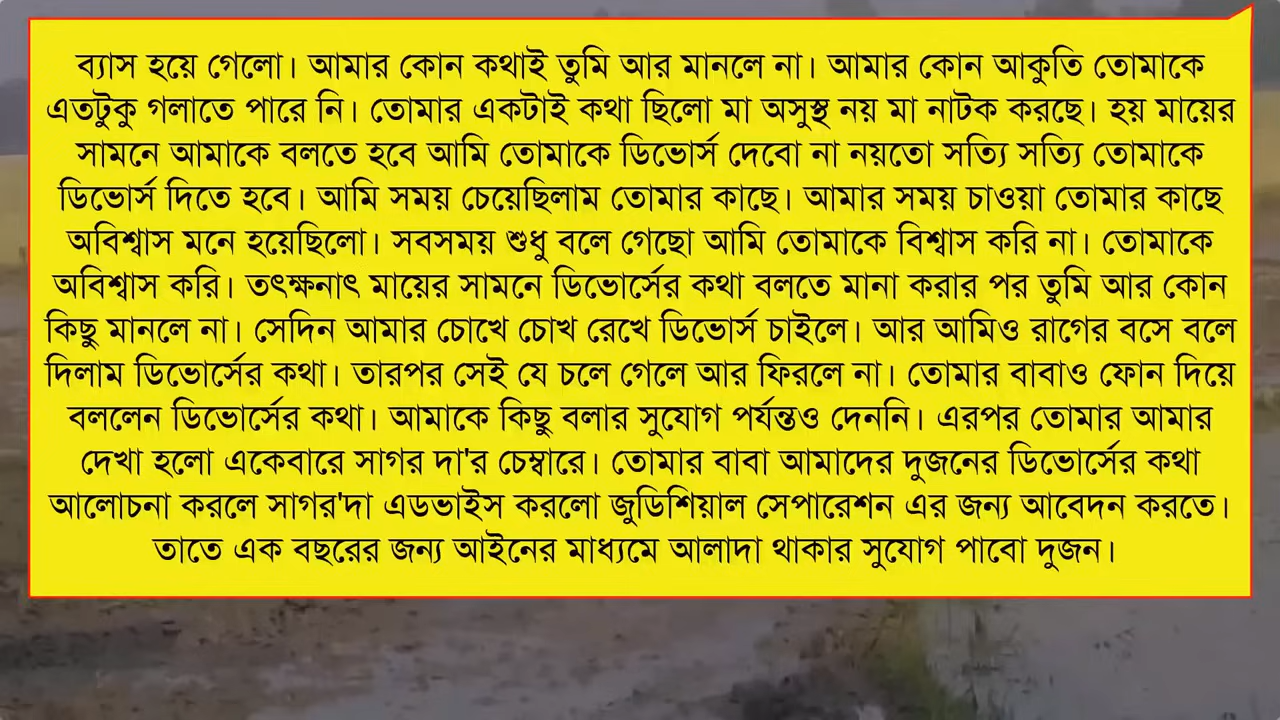 ব্যাস হয়ে গেলো। আমার কোন কথাই তুমি আর মানলে না। আমার কোন আকুতি তোমাকে
এতটুকু গলাতে পারে নি। তোমার একটাই কথা ছিলো মা অসুস্থ নয় মা নাটক করছে। হয় মায়ের
সামনে আমাকে বলতে হবে আমি তোমাকে ডিভোর্স দেবো না নয়তো সত্যি সত্যি তোমাকে
ডিভোর্স দিতে হবে। আমি সময় চেয়েছিলাম তোমার কাছে। আমার সময় চাওয়া তোমার কাছে
অবিশ্বাস মনে হয়েছিলো। সবসময় শুধু বলে গেছো আমি তোমাকে বিশ্বাস করি না। তোমাকে
অবিশ্বাস করি। তৎক্ষনাৎ মায়ের সামনে ডিভোর্সের কথা বলতে মানা করার পর তুমি আর কোন
কিছু মানলে না। সেদিন আমার চোখে চোখ রেখে ডিভোর্স চাইলে। আর আমিও রাগের বসে বলে
দিলাম ডিভোর্সের কথা। তারপর সেই যে চলে গেলে আর ফিরলে না। তোমার বাবাও ফোন দিয়ে
বললেন ডিভোর্সের কথা। আমাকে কিছু বলার সুযোগ পর্যন্তও দেননি। এরপর তোমার আমার
দেখা হলো একেবারে সাগর দা'র চেম্বারে। তোমার বাবা আমাদের দুজনের ডিভোর্সের কথা
আলোচনা করলে সাগর'দা এডভাইস করলো জুডিশিয়াল সেপারেশন এর জন্য আবেদন করতে।
তাতে এক বছরের জন্য আইনের মাধ্যমে আলাদা থাকার সুযোগ পাবো দুজন।